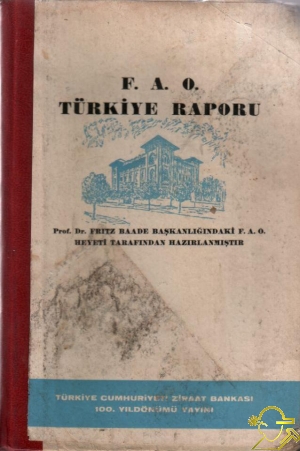 F. A. O.
TÜRKİYE RAPORU
Prof. Dr. FRITZ BAADE BAŞKANLIĞINDAKİ F. A. O.
HEYETİ TARAFINDAN HAZIRLANMIŞTIR
TÜRKİYE CUMHURİYETİ ZİRAAT BANKASI
100. YILDÖNÜMÜ YAYINI